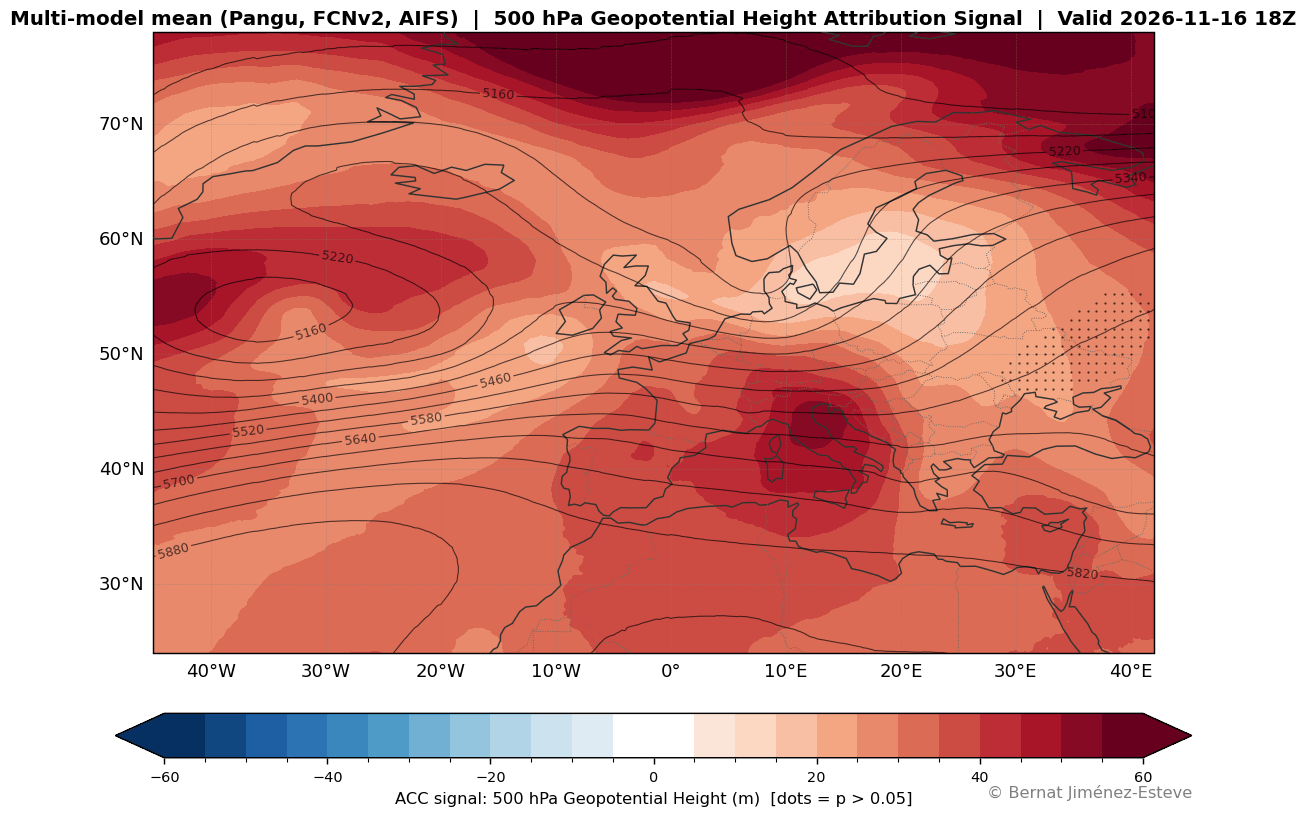 Multi-model mean (Pangu, FCNv2, AIFS)  |  500 hPa Geopotential Height Attribution Signal  |  Valid 2026-11-16 18Z
70°N
60°N
50°N
40°N
30°N
5160
510
5220
5340
5220
5160
5460
5400
5580
5520
5640
5700
5880
5820
40°W 30°W 20°W 10°W 0° 10°E 20°E 30°E 40°E
−60 −40 −20 0 20 40 60
ACC signal: 500 hPa Geopotential Height (m)  [dots = p > 0.05]
© Bernat Jiménez-Esteve